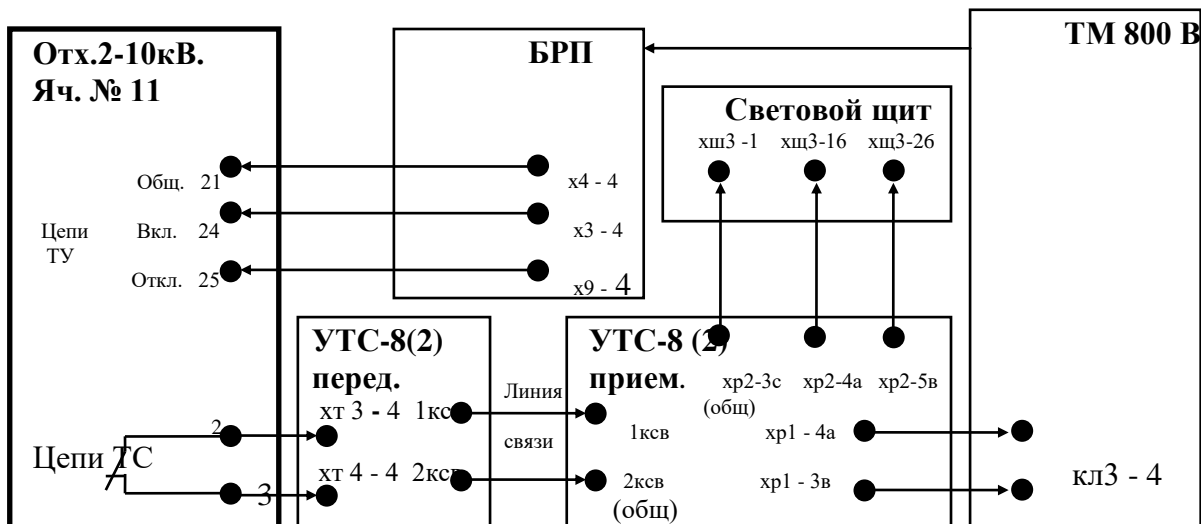 Отх.2-10кВ.
Яч. № 11
Общ. 21
Цепи ТУ
Вкл. 24
Откл. 25
Цепи ТС
2
3
БРП
х4 - 4
х3 - 4
х9 - 4
Световой щит
хш3 -1 хщ3-16 хщ3-26
ТМ 800 В
УТС-8(2)
перед.
хт 3 - 4 1ксв
хт 4 - 4 2ксв
Линия
связи
УТС-8 (2)
прием.
хр2-3с хр2-4а хр2-5в
(общ)
1ксв хр1 - 4а
2ксв хр1 - 3в
(общ)
кл3 - 4